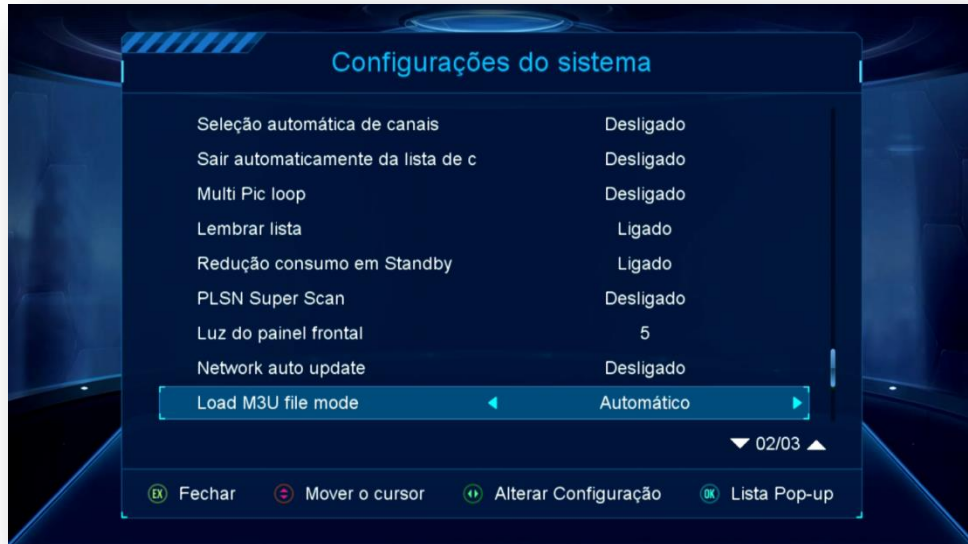 Configurações do sistema
Seleção automática de canais Desligado
Sair automaticamente da lista de c Desligado
Multi Pic loop Desligado
Lembrar lista Ligado
Redução consumo em Standby Ligado
PLSN Super Scan Desligado
Luz do painel frontal 5
Network auto update Desligado
Load M3U file mode Automático
02/03
EX Fechar Mover o cursor Alterar Configuração OK Lista Pop-up